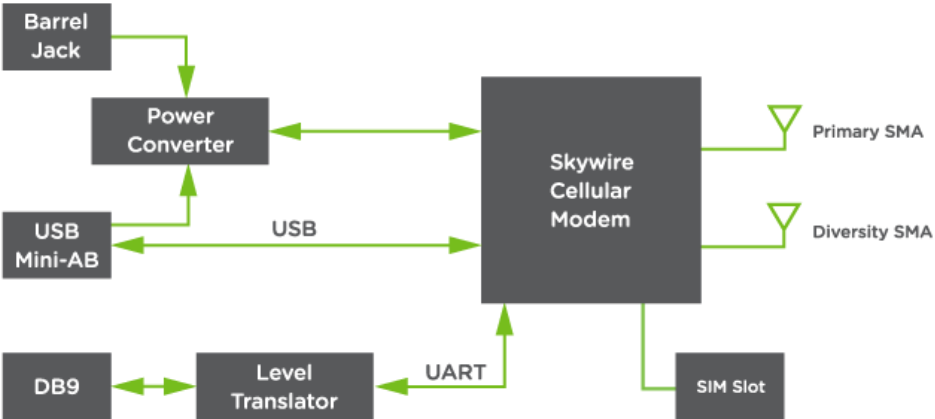 Barrel
Jack
Power
Converter
USB
Mini-AB
USB
Skywire
Cellular
Modem
Primary SMA
Diversity SMA
DB9
Level
Translator
UART
SIM Slot